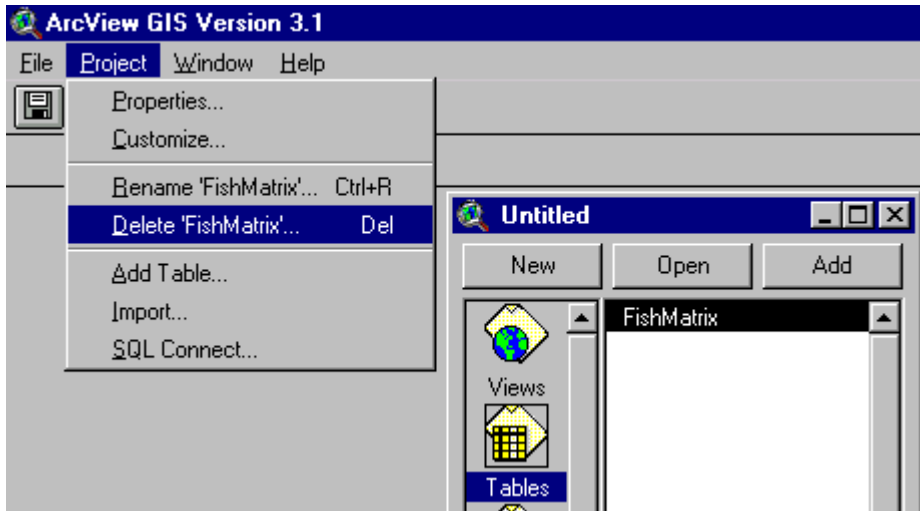 ArcView GIS Version 3.1
File Project Window Help
Properties...
Customize...
Rename 'FishMatrix'... Ctrl+R
Delete 'FishMatrix'... Del
Add Table...
Import...
SQL Connect...
Untitled
New Open Add
FishMatrix
Views
Tables